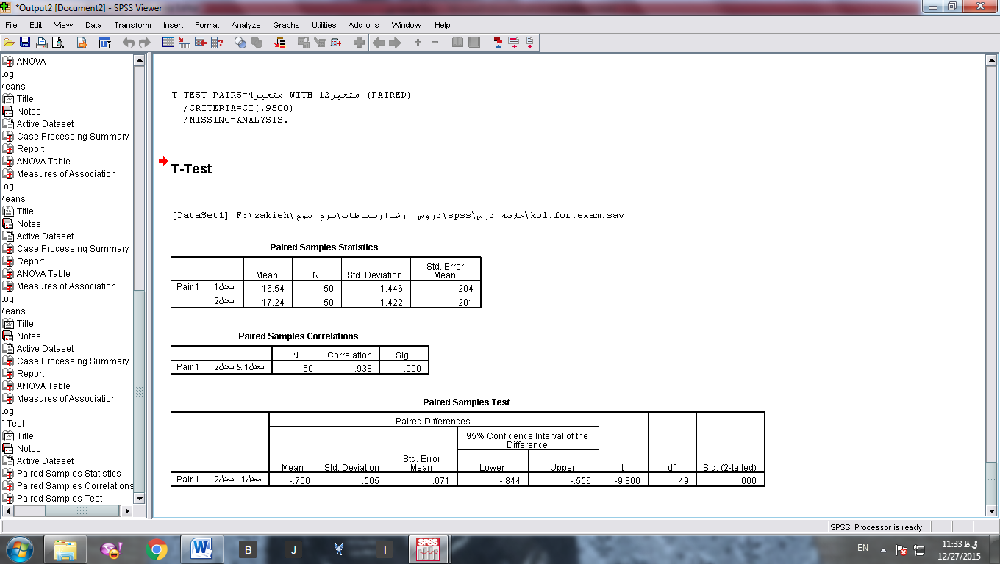 *Output2 [Document2] - SPSS Viewer
File Edit View Data Transform Insert Format Analyze Graphs Utilities Add-ons Window Help
ANOVA
Log
Means
Title
Notes
Active Dataset
Case Processing Summary
Report
ANOVA Table
Measures of Association
Log
Means
Title
Notes
Active Dataset
Case Processing Summary
Report
ANOVA Table
Measures of Association
Log
Means
Title
Notes
Active Dataset
Case Processing Summary
Report
ANOVA Table
Measures of Association
Log
T-Test
Title
Notes
Active Dataset
Paired Samples Statistics
Paired Samples Correlations
Paired Samples Test
T-TEST PAIRS=متغیر4 WITH متغیر12 (PAIRED)
/CRITERIA=CI(.9500)
/MISSING=ANALYSIS.
T-Test
[DataSet1] F:\zakieh\دروس ارشدارتباطات\ترم سوم\spss\خلاصه درس\kol.for.exam.sav
Paired Samples Statistics
Mean N Std. Deviation Std. Error Mean
Pair 1 معدل1 16.54 50 1.446 .204
معدل2 17.24 50 1.422 .201
Paired Samples Correlations
N Correlation Sig.
Pair 1 معدل1 & معدل2 50 .938 .000
Paired Samples Test
Paired Differences
95% Confidence Interval of the Difference
Mean Std. Deviation Std. Error Mean Lower Upper t df Sig. (2-tailed)
Pair 1 معدل1 - معدل2 -.700 .505 .071 -.844 -.556 -9.800 49 .000
SPSS Processor is ready
W B J I SPSS EN
11:33 ق.ظ
12/27/2015